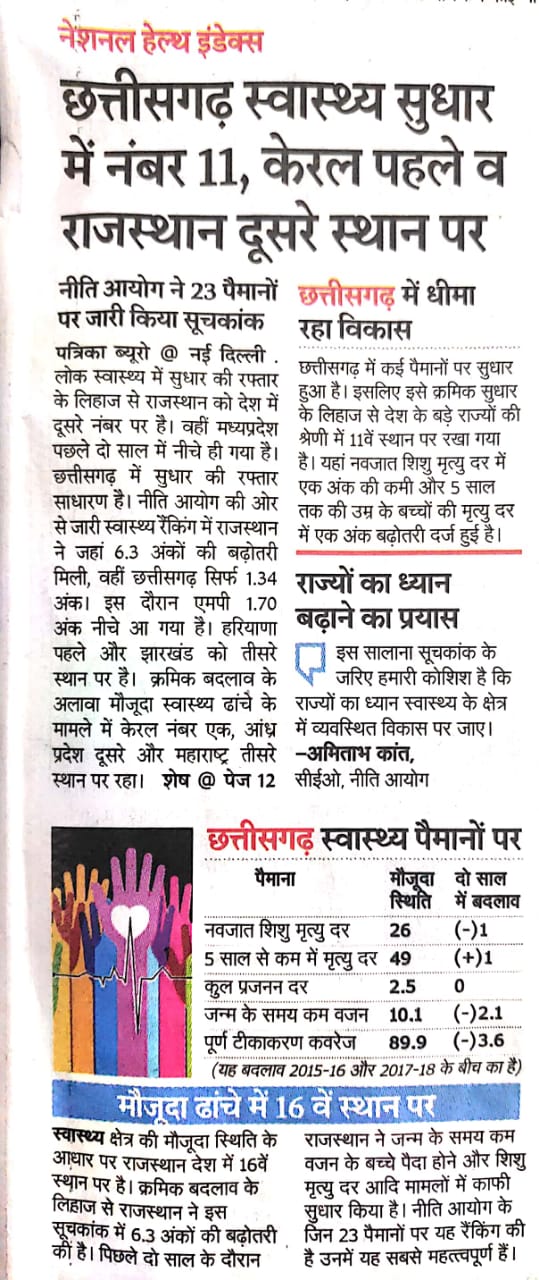 नेशनल हेल्थ इंडेक्स
छत्तीसगढ़ स्वास्थ्य सुधार
में नंबर 11, केरल पहले व
राजस्थान दूसरे स्थान पर
नीति आयोग ने 23 पैमानों
पर जारी किया सूचकांक
पत्रिका ब्यूरो @ नई दिल्ली .
लोक स्वास्थ्य में सुधार की रफ्तार
के लिहाज से राजस्थान को देश में
दूसरे नंबर पर है। वहीं मध्यप्रदेश
पिछले दो साल में नीचे ही गया है।
छत्तीसगढ़ में सुधार की रफ्तार
साधारण है। नीति आयोग की ओर
से जारी स्वास्थ्य रैंकिंग में राजस्थान
ने जहां 6.3 अंकों की बढ़ोतरी
मिली, वहीं छत्तीसगढ़ सिर्फ 1.34
अंक। इस दौरान एमपी 1.70
अंक नीचे आ गया है। हरियाणा
पहले और झारखंड को तीसरे
स्थान पर है। क्रमिक बदलाव के
अलावा मौजूदा स्वास्थ्य ढांचे के
मामले में केरल नंबर एक, आंध्र
प्रदेश दूसरे और महाराष्ट्र तीसरे
स्थान पर रहा। शेष @ पेज 12
छत्तीसगढ़ में धीमा
रहा विकास
छत्तीसगढ़ में कई पैमानों पर सुधार
हुआ है। इसलिए इसे क्रमिक सुधार
के लिहाज से देश के बड़े राज्यों की
श्रेणी में 11वें स्थान पर रखा गया
है। यहां नवजात शिशु मृत्यु दर में
एक अंक की कमी और 5 साल
तक की उम्र के बच्चों की मृत्यु दर
में एक अंक बढ़ोतरी दर्ज हुई है।
राज्यों का ध्यान
बढ़ाने का प्रयास
इस सालाना सूचकांक के
जरिए हमारी कोशिश है कि
राज्यों का ध्यान स्वास्थ्य के क्षेत्र
में व्यवस्थित विकास पर जाए।
–अमिताभ कांत,
सीईओ, नीति आयोग
छत्तीसगढ़ स्वास्थ्य पैमानों पर
पैमाना मौजूदा स्थिति दो साल में बदलाव
नवजात शिशु मृत्यु दर 26 (-)1
5 साल से कम में मृत्यु दर 49 (+)1
कुल प्रजनन दर 2.5 0
जन्म के समय कम वजन 10.1 (-)2.1
पूर्ण टीकाकरण कवरेज 89.9 (-)3.6
(यह बदलाव 2015-16 और 2017-18 के बीच का है)
मौजूदा ढांचे में 16 वें स्थान पर
स्वास्थ्य क्षेत्र की मौजूदा स्थिति के
आधार पर राजस्थान देश में 16वें
स्थान पर है। क्रमिक बदलाव के
लिहाज से राजस्थान ने इस
सूचकांक में 6.3 अंकों की बढ़ोतरी
की है। पिछले दो साल के दौरान
राजस्थान ने जन्म के समय कम
वजन के बच्चे पैदा होने और शिशु
मृत्यु दर आदि मामलों में काफी
सुधार किया है। नीति आयोग के
जिन 23 पैमानों पर यह रैंकिंग की
है उनमें यह सबसे महत्वपूर्ण हैं।